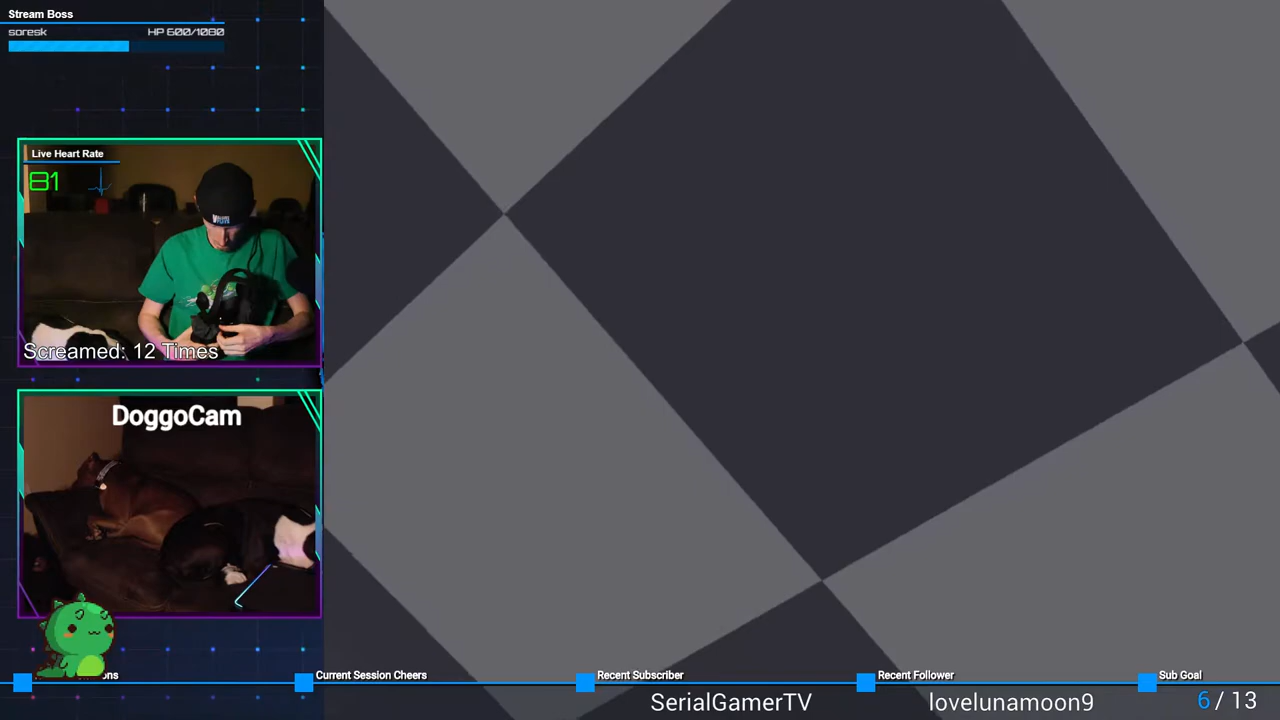 Stream Boss
soresk HP 600/1080
Live Heart Rate
81
Screamed: 12 Times
DoggoCam
Current Session Cheers
Recent Subscriber
Recent Follower
Sub Goal
SerialGamerTV
lovelunamoon9
6 / 13